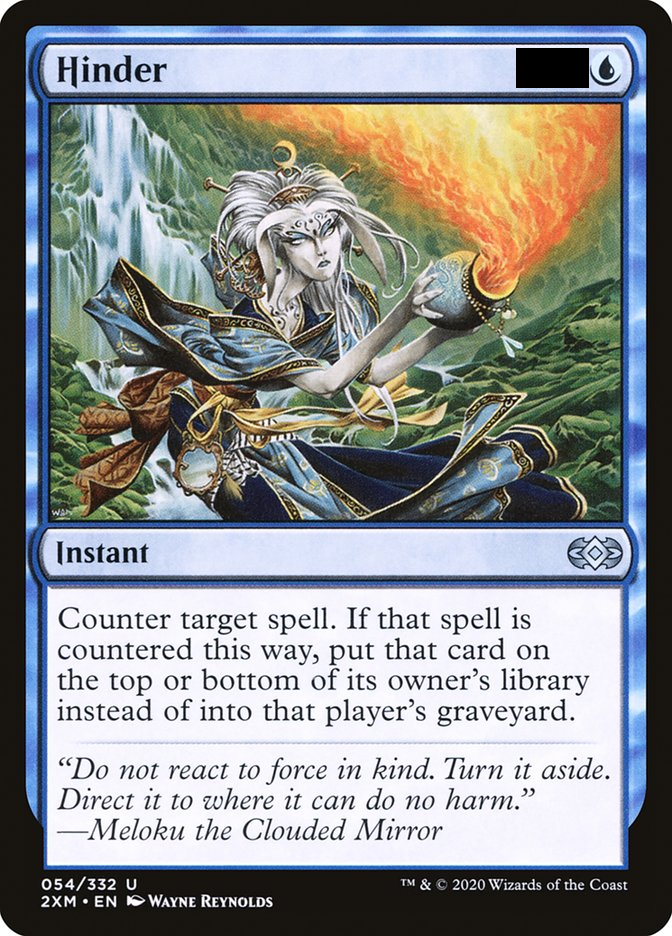 Hinder
Instant
Counter target spell. If that spell is
countered this way, put that card on
the top or bottom of its owner's library
instead of into that player's graveyard.
“Do not react to force in kind. Turn it aside.
Direct it to where it can do no harm.”
—Meloku the Clouded Mirror
054/332 U
™ & © 2020 Wizards of the Coast
2XM • EN Wayne Reynolds